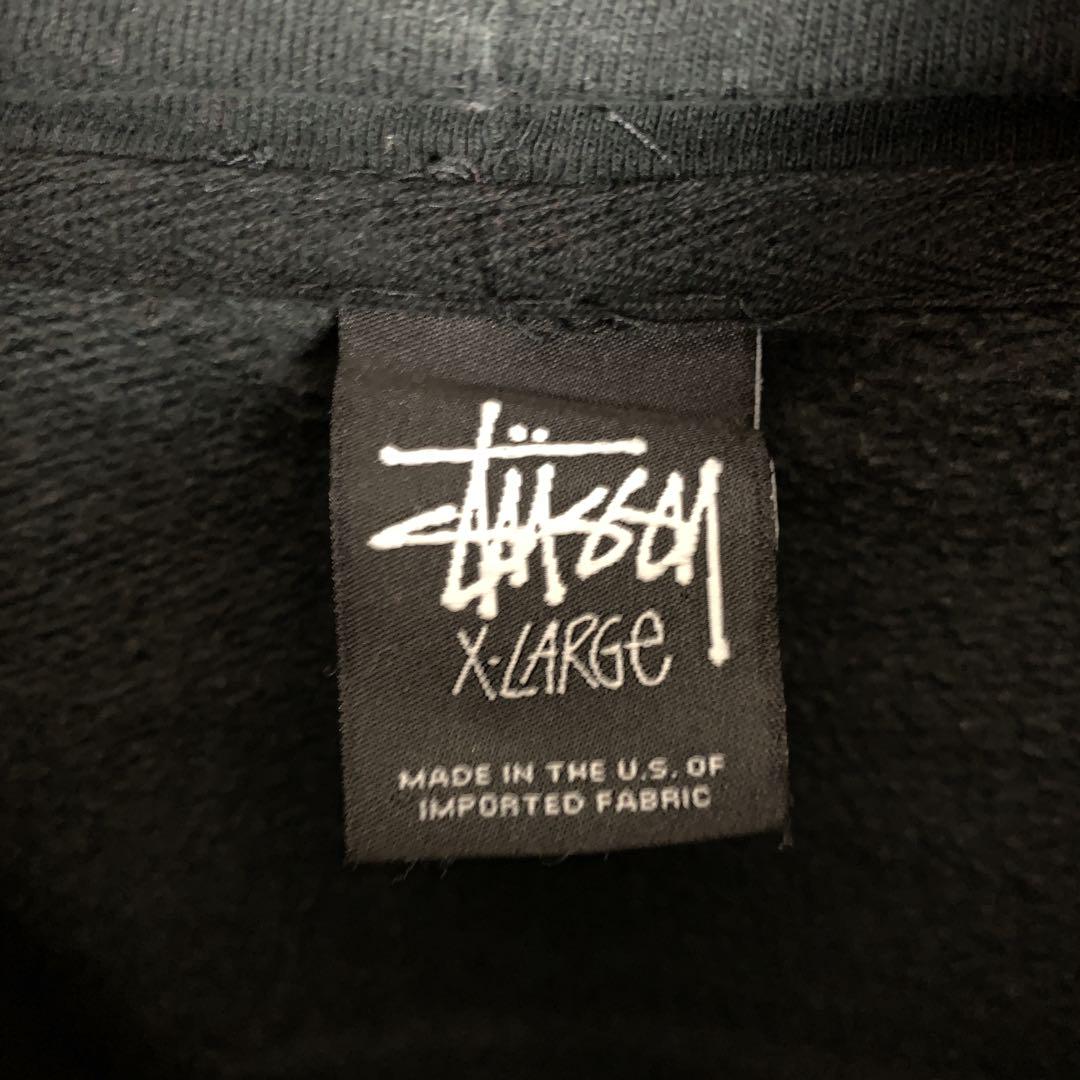 Stüssy
X-LARGe
MADE IN THE U.S. OF
IMPORTED FABRIC